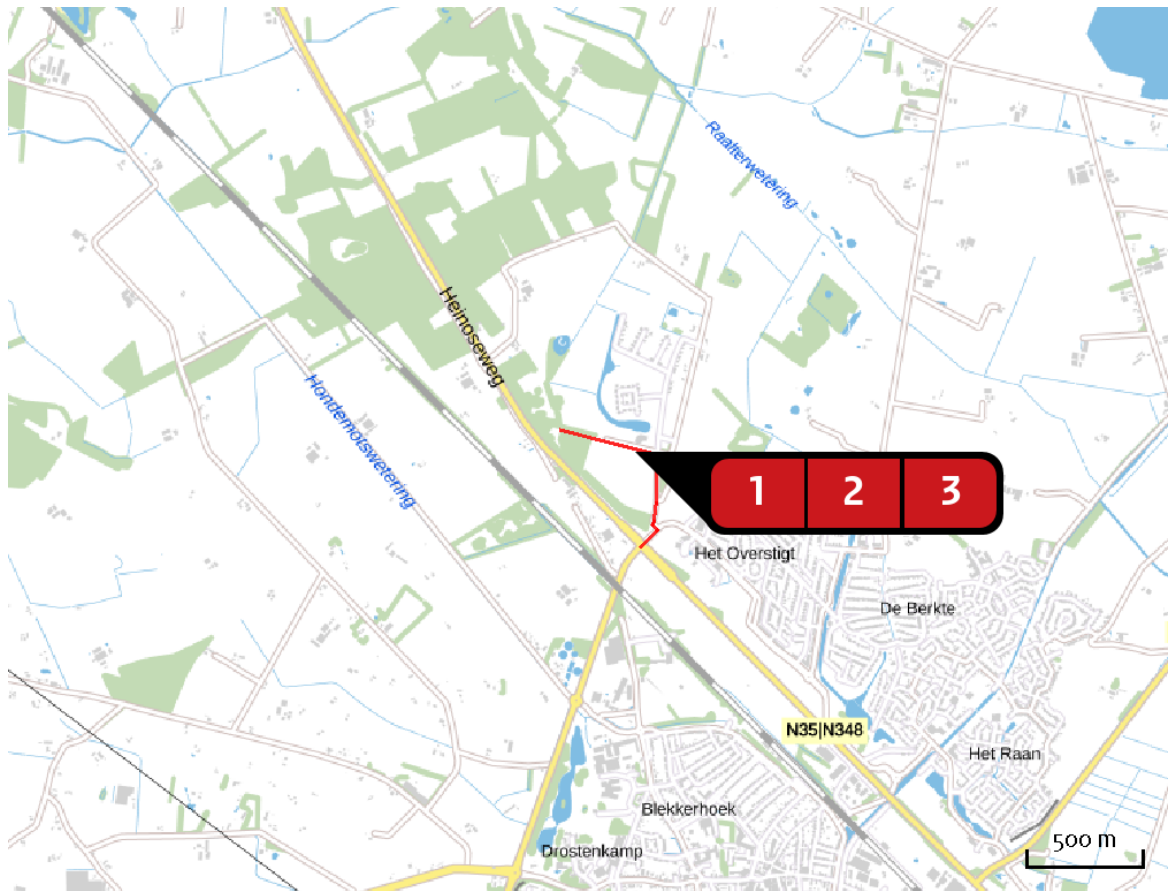 Raalterwetering
Heinoseweg
Hondemotswetering
1 2 3
Het Overstigt
De Berkte
N35|N348
Het Raan
Blekkerhoek
500 m
Drostenkamp